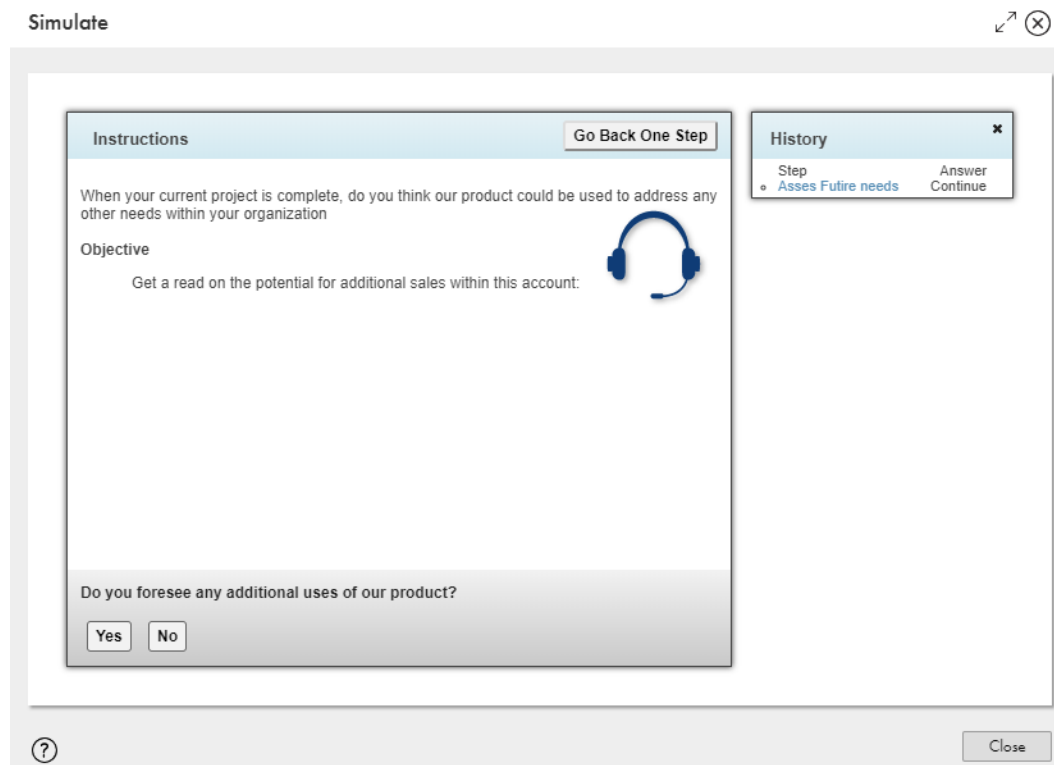 Simulate
Instructions
Go Back One Step
When your current project is complete, do you think our product could be used to address any
other needs within your organization
Objective
Get a read on the potential for additional sales within this account:
Do you foresee any additional uses of our product?
Yes No
History
Step Answer
Asses Futire needs Continue
Close